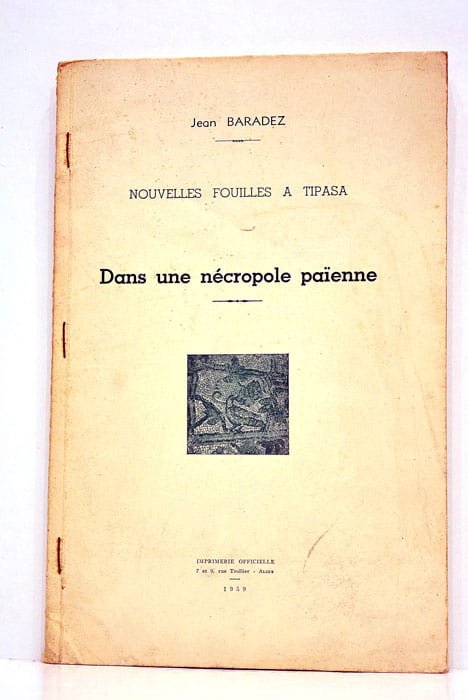 Jean BARADEZ
NOUVELLES FOUILLES A TIPASA
Dans une nécropole païenne
IMPRIMERIE OFFICIELLE
7 et 9, rue Trollier - ALGER
1959